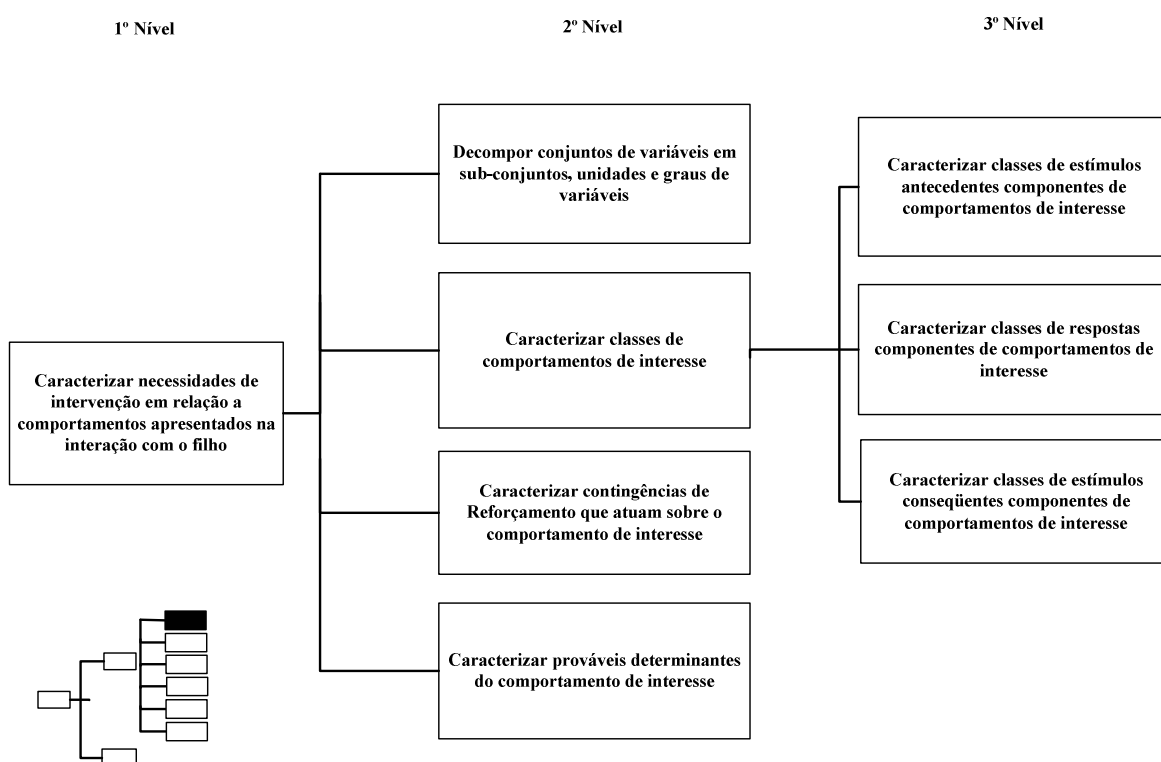 1º Nível
2º Nível
3º Nível
Caracterizar necessidades de
intervenção em relação a
comportamentos apresentados na
interação com o filho
Decompor conjuntos de variáveis em
sub-conjuntos, unidades e graus de
variáveis
Caracterizar classes de
comportamentos de interesse
Caracterizar contingências de
Reforçamento que atuam sobre o
comportamento de interesse
Caracterizar prováveis determinantes
do comportamento de interesse
Caracterizar classes de estímulos
antecedentes componentes de
comportamentos de interesse
Caracterizar classes de respostas
componentes de comportamentos de
interesse
Caracterizar classes de estímulos
conseqüentes componentes de
comportamentos de interesse